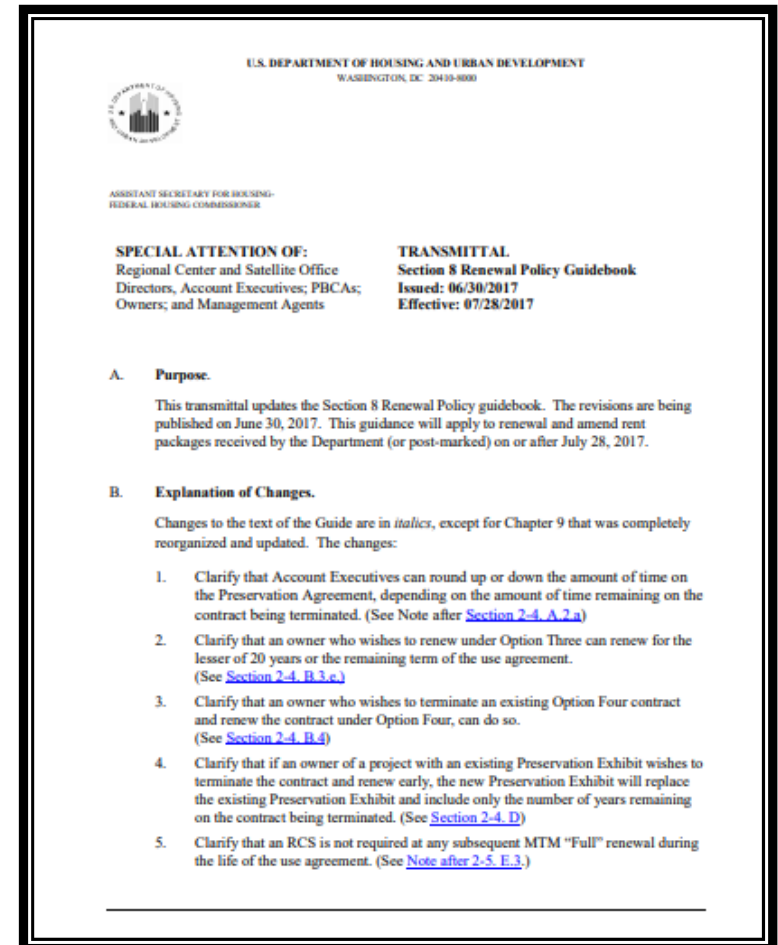 U.S. DEPARTMENT OF HOUSING AND URBAN DEVELOPMENT
WASHINGTON, DC 20410-8000
ASSISTANT SECRETARY FOR HOUSING-
FEDERAL HOUSING COMMISSIONER
SPECIAL ATTENTION OF:
Regional Center and Satellite Office
Directors, Account Executives; PBCAs;
Owners; and Management Agents
TRANSMITTAL
Section 8 Renewal Policy Guidebook
Issued: 06/30/2017
Effective: 07/28/2017
A. Purpose.
This transmittal updates the Section 8 Renewal Policy guidebook. The revisions are being
published on June 30, 2017. This guidance will apply to renewal and amend rent
packages received by the Department (or post-marked) on or after July 28, 2017.
B. Explanation of Changes.
Changes to the text of the Guide are in italics, except for Chapter 9 that was completely
reorganized and updated. The changes:
1. Clarify that Account Executives can round up or down the amount of time on
the Preservation Agreement, depending on the amount of time remaining on the
contract being terminated. (See Note after Section 2-4. A.2.a)
2. Clarify that an owner who wishes to renew under Option Three can renew for the
lesser of 20 years or the remaining term of the use agreement.
(See Section 2-4. B.3.e.)
3. Clarify that an owner who wishes to terminate an existing Option Four contract
and renew the contract under Option Four, can do so.
(See Section 2-4. B.4)
4. Clarify that if an owner of a project with an existing Preservation Exhibit wishes to
terminate the contract and renew early, the new Preservation Exhibit will replace
the existing Preservation Exhibit and include only the number of years remaining
on the contract being terminated. (See Section 2-4. D)
5. Clarify that an RCS is not required at any subsequent MTM “Full” renewal during
the life of the use agreement. (See Note after 2-5. E.3.)